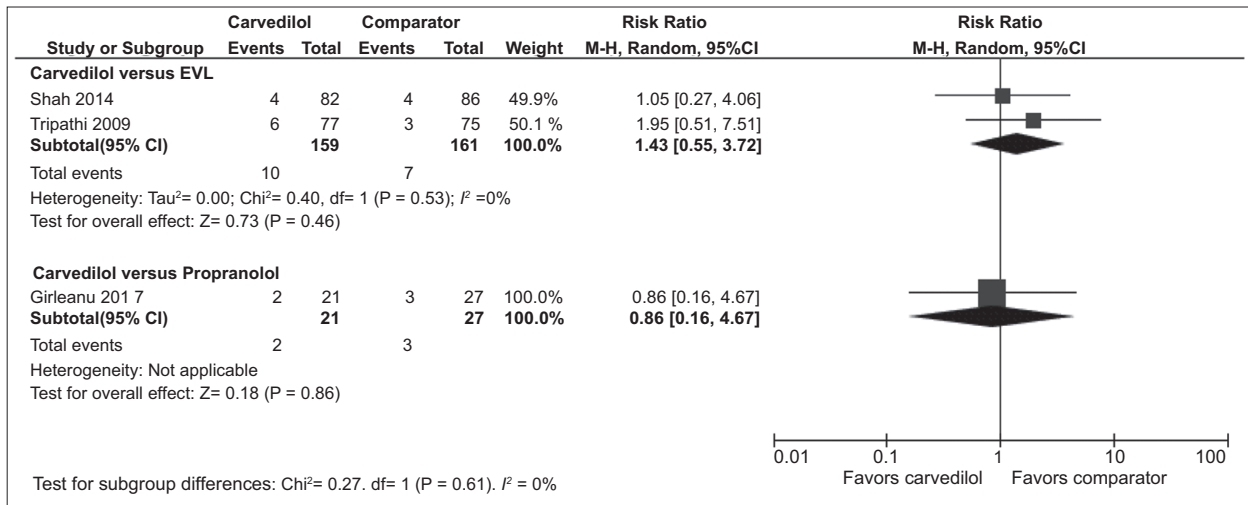 Carvedilol Comparator Risk Ratio Risk Ratio
Study or Subgroup Events Total Events Total Weight M-H, Random, 95%CI M-H, Random, 95%CI
Carvedilol versus EVL
Shah 2014 4 82 4 86 49.9% 1.05 [0.27, 4.06]
Tripathi 2009 6 77 3 75 50.1 % 1.95 [0.51, 7.51]
Subtotal(95% CI) 159 161 100.0% 1.43 [0.55, 3.72]
Total events 10 7
Heterogeneity: Tau²= 0.00; Chi²= 0.40, df= 1 (P = 0.53); I² =0%
Test for overall effect: Z= 0.73 (P = 0.46)
Carvedilol versus Propranolol
Girleanu 201 7 2 21 3 27 100.0% 0.86 [0.16, 4.67]
Subtotal(95% CI) 21 27 100.0% 0.86 [0.16, 4.67]
Total events 2 3
Heterogeneity: Not applicable
Test for overall effect: Z= 0.18 (P = 0.86)
0.01 0.1 1 10 100
Favors carvedilol Favors comparator
Test for subgroup differences: Chi²= 0.27. df= 1 (P = 0.61). I² = 0%